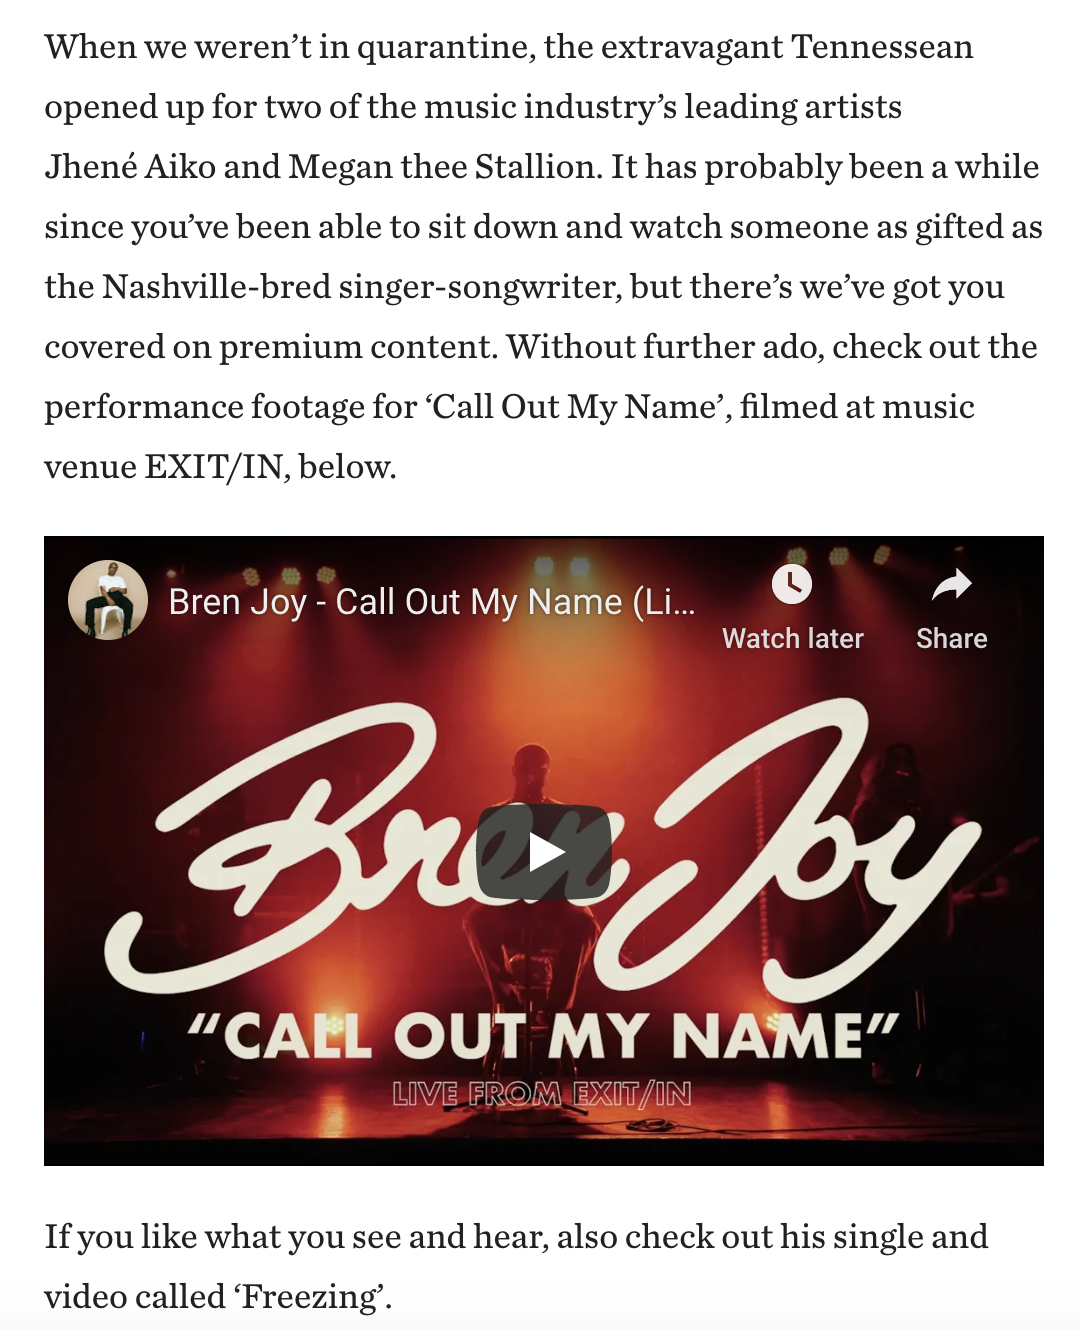 When we weren’t in quarantine, the extravagant Tennessean
opened up for two of the music industry’s leading artists
Jhené Aiko and Megan thee Stallion. It has probably been a while
since you’ve been able to sit down and watch someone as gifted as
the Nashville-bred singer-songwriter, but there’s we’ve got you
covered on premium content. Without further ado, check out the
performance footage for ‘Call Out My Name’, filmed at music
venue EXIT/IN, below.
Bren Joy - Call Out My Name (Li...
Watch later
Share
Bren Joy
“CALL OUT MY NAME”
LIVE FROM EXIT/IN
If you like what you see and hear, also check out his single and
video called ‘Freezing’.